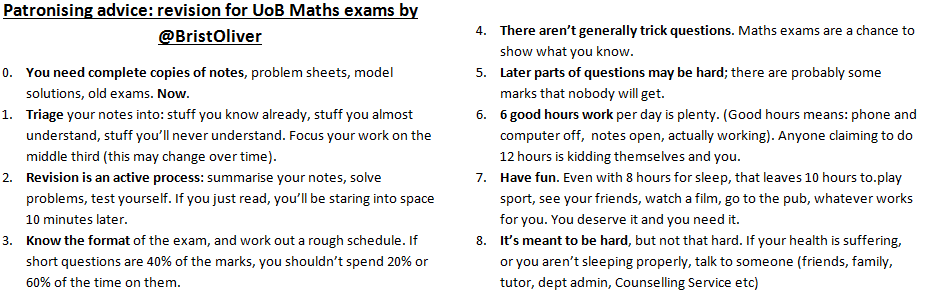 Patronising advice: revision for UoB Maths exams by
@BristOliver
0. You need complete copies of notes, problem sheets, model
solutions, old exams. Now.
1. Triage your notes into: stuff you know already, stuff you almost
understand, stuff you'll never understand. Focus your work on the
middle third (this may change over time).
2. Revision is an active process: summarise your notes, solve
problems, test yourself. If you just read, you'll be staring into space
10 minutes later.
3. Know the format of the exam, and work out a rough schedule. If
short questions are 40% of the marks, you shouldn't spend 20% or
60% of the time on them.
4. There aren't generally trick questions. Maths exams are a chance to
show what you know.
5. Later parts of questions may be hard; there are probably some
marks that nobody will get.
6. 6 good hours work per day is plenty. (Good hours means: phone and
computer off, notes open, actually working). Anyone claiming to do
12 hours is kidding themselves and you.
7. Have fun. Even with 8 hours for sleep, that leaves 10 hours to.play
sport, see your friends, watch a film, go to the pub, whatever works
for you. You deserve it and you need it.
8. It's meant to be hard, but not that hard. If your health is suffering,
or you aren't sleeping properly, talk to someone (friends, family,
tutor, dept admin, Counselling Service etc)